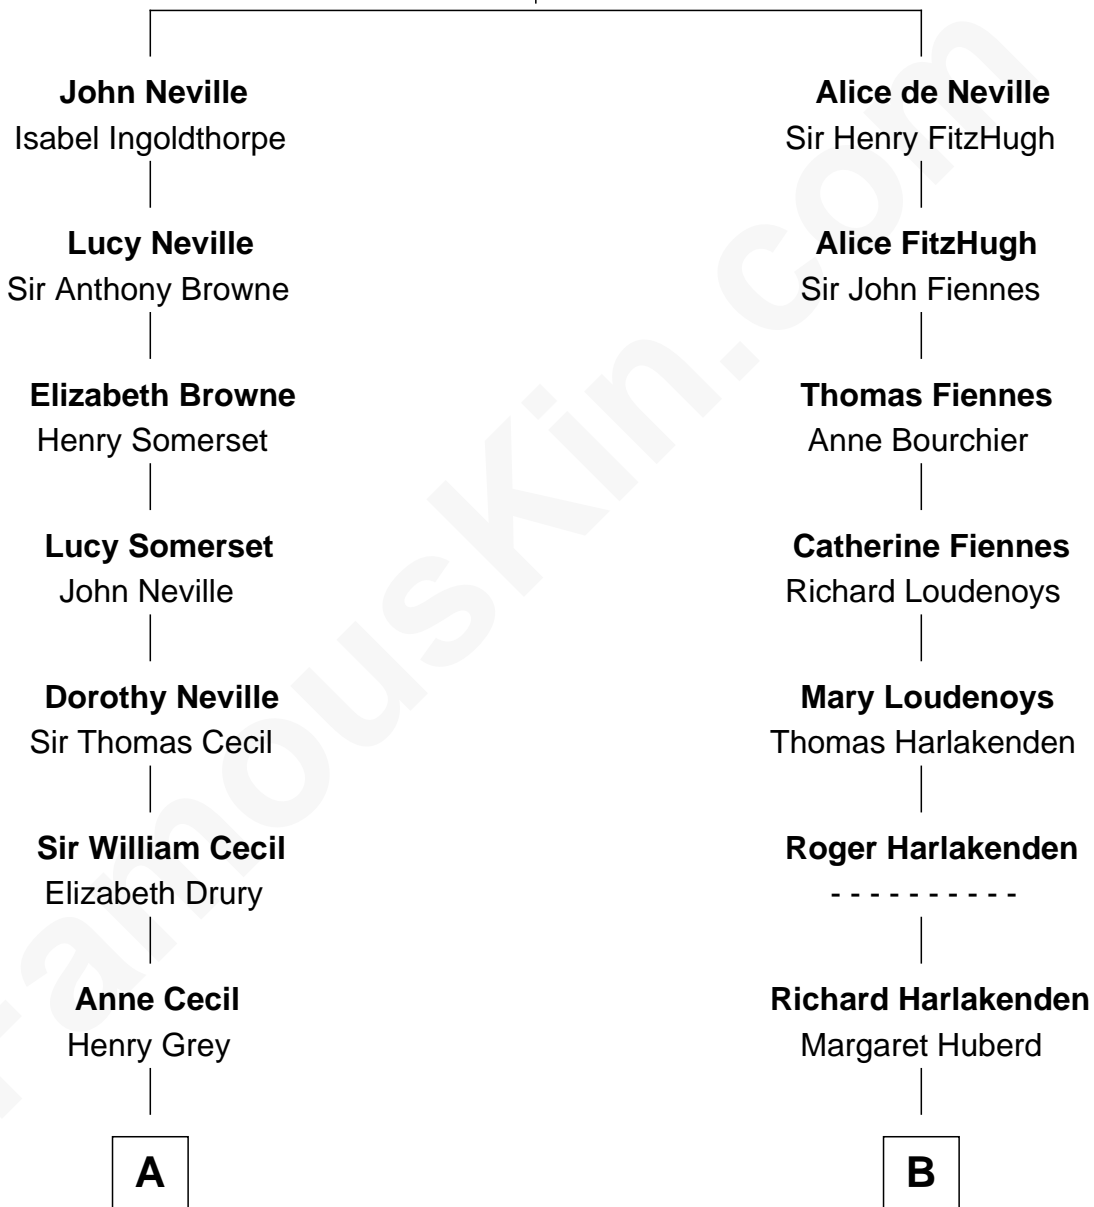 John Neville
Isabel Ingoldthorpe
Lucy Neville
Sir Anthony Browne
Elizabeth Browne
Henry Somerset
Lucy Somerset
John Neville
Dorothy Neville
Sir Thomas Cecil
Sir William Cecil
Elizabeth Drury
Anne Cecil
Henry Grey
A
Alice de Neville
Sir Henry FitzHugh
Alice FitzHugh
Sir John Fiennes
Thomas Fiennes
Anne Bourchier
Catherine Fiennes
Richard Loudenoys
Mary Loudenoys
Thomas Harlakenden
Roger Harlakenden
- - - - - - - - - -
Richard Harlakenden
Margaret Huberd
B
FamousKin.com